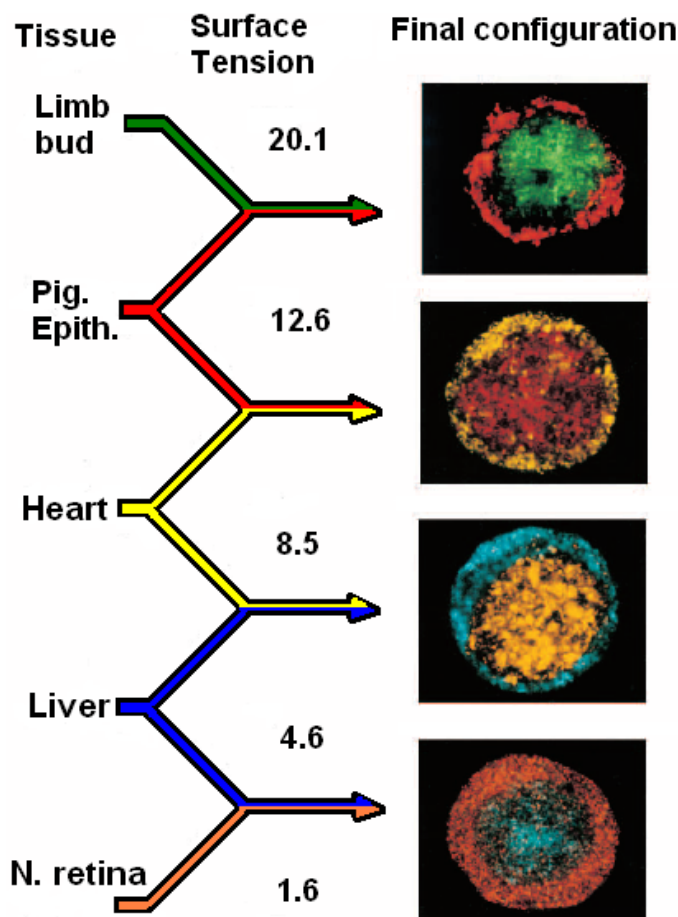 Tissue
Surface
Tension
Final configuration
Limb
bud
20.1
Pig.
Epith.
12.6
Heart
8.5
Liver
4.6
N. retina
1.6